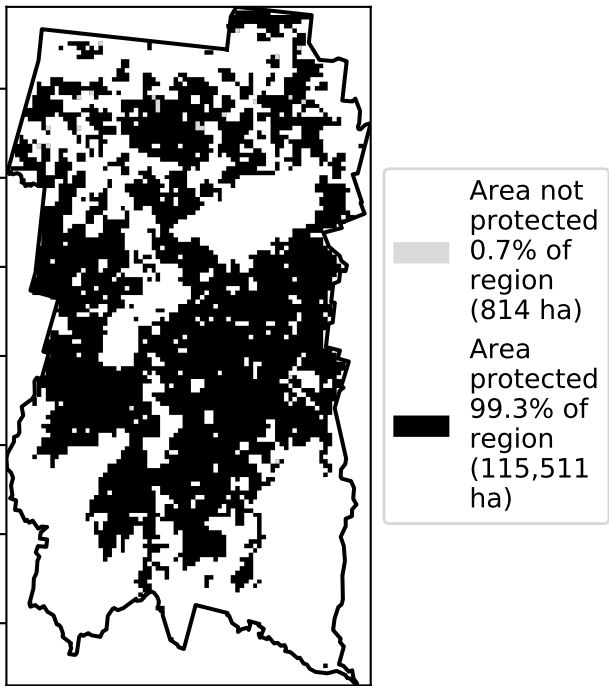 Area not
protected
0.7% of
region
(814 ha)
Area
protected
99.3% of
region
(115,511
ha)